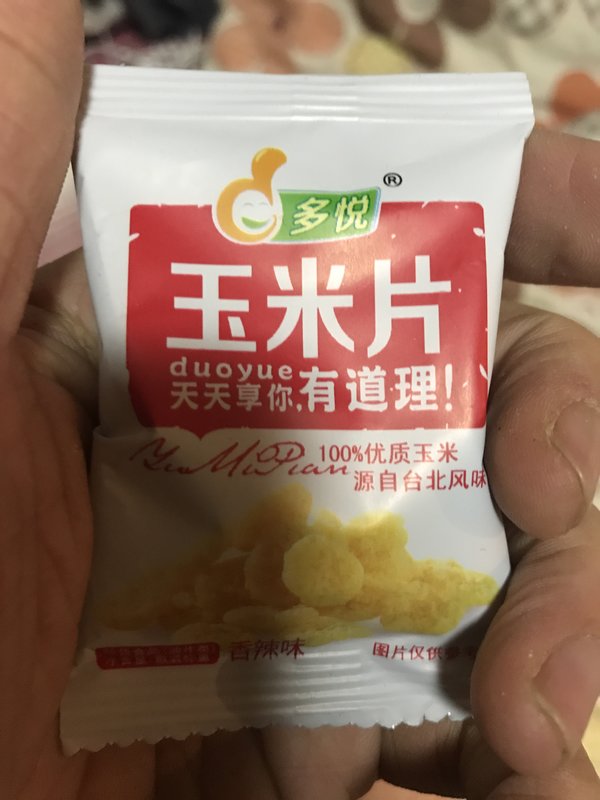 多悦®
玉米片
duoyue
天天享你,有道理!
YuMiPian
100%优质玉米
源自台北风味
香辣味
图片仅供参考